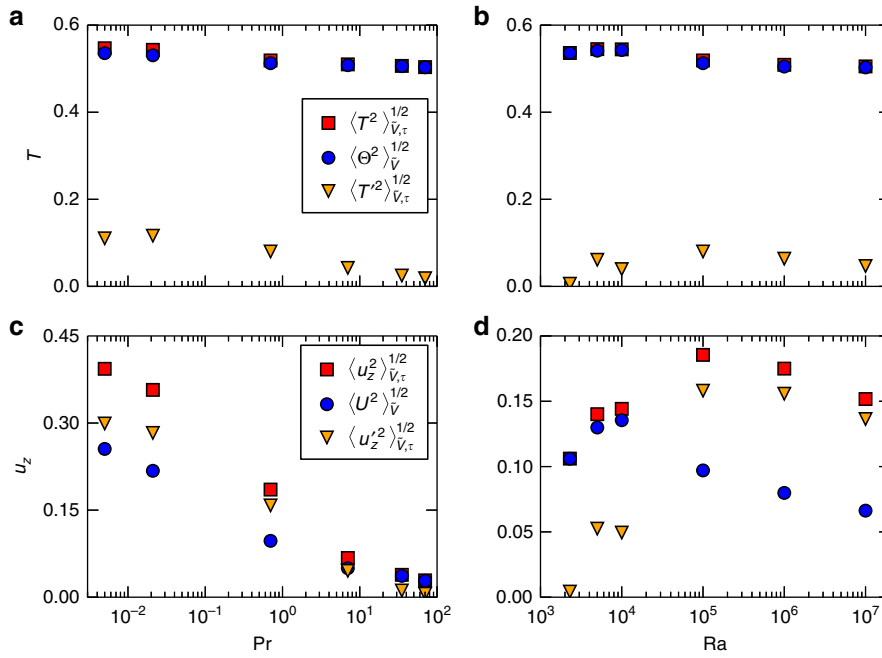 a
b
0.6
0.4
0.2
0.0
T
⟨T²⟩^{1/2}_{Ṽ,τ}
⟨Θ²⟩^{1/2}_{Ṽ}
⟨T′²⟩^{1/2}_{Ṽ,τ}
0.6
0.4
0.2
0.0
c
d
0.45
0.30
0.15
0.00
u_z
⟨u_z²⟩^{1/2}_{Ṽ,τ}
⟨U²⟩^{1/2}_{Ṽ}
⟨u_z′²⟩^{1/2}_{Ṽ,τ}
10⁻² 10⁻¹ 10⁰ 10¹ 10²
Pr
0.20
0.15
0.10
0.05
0.00
10³ 10⁴ 10⁵ 10⁶ 10⁷
Ra